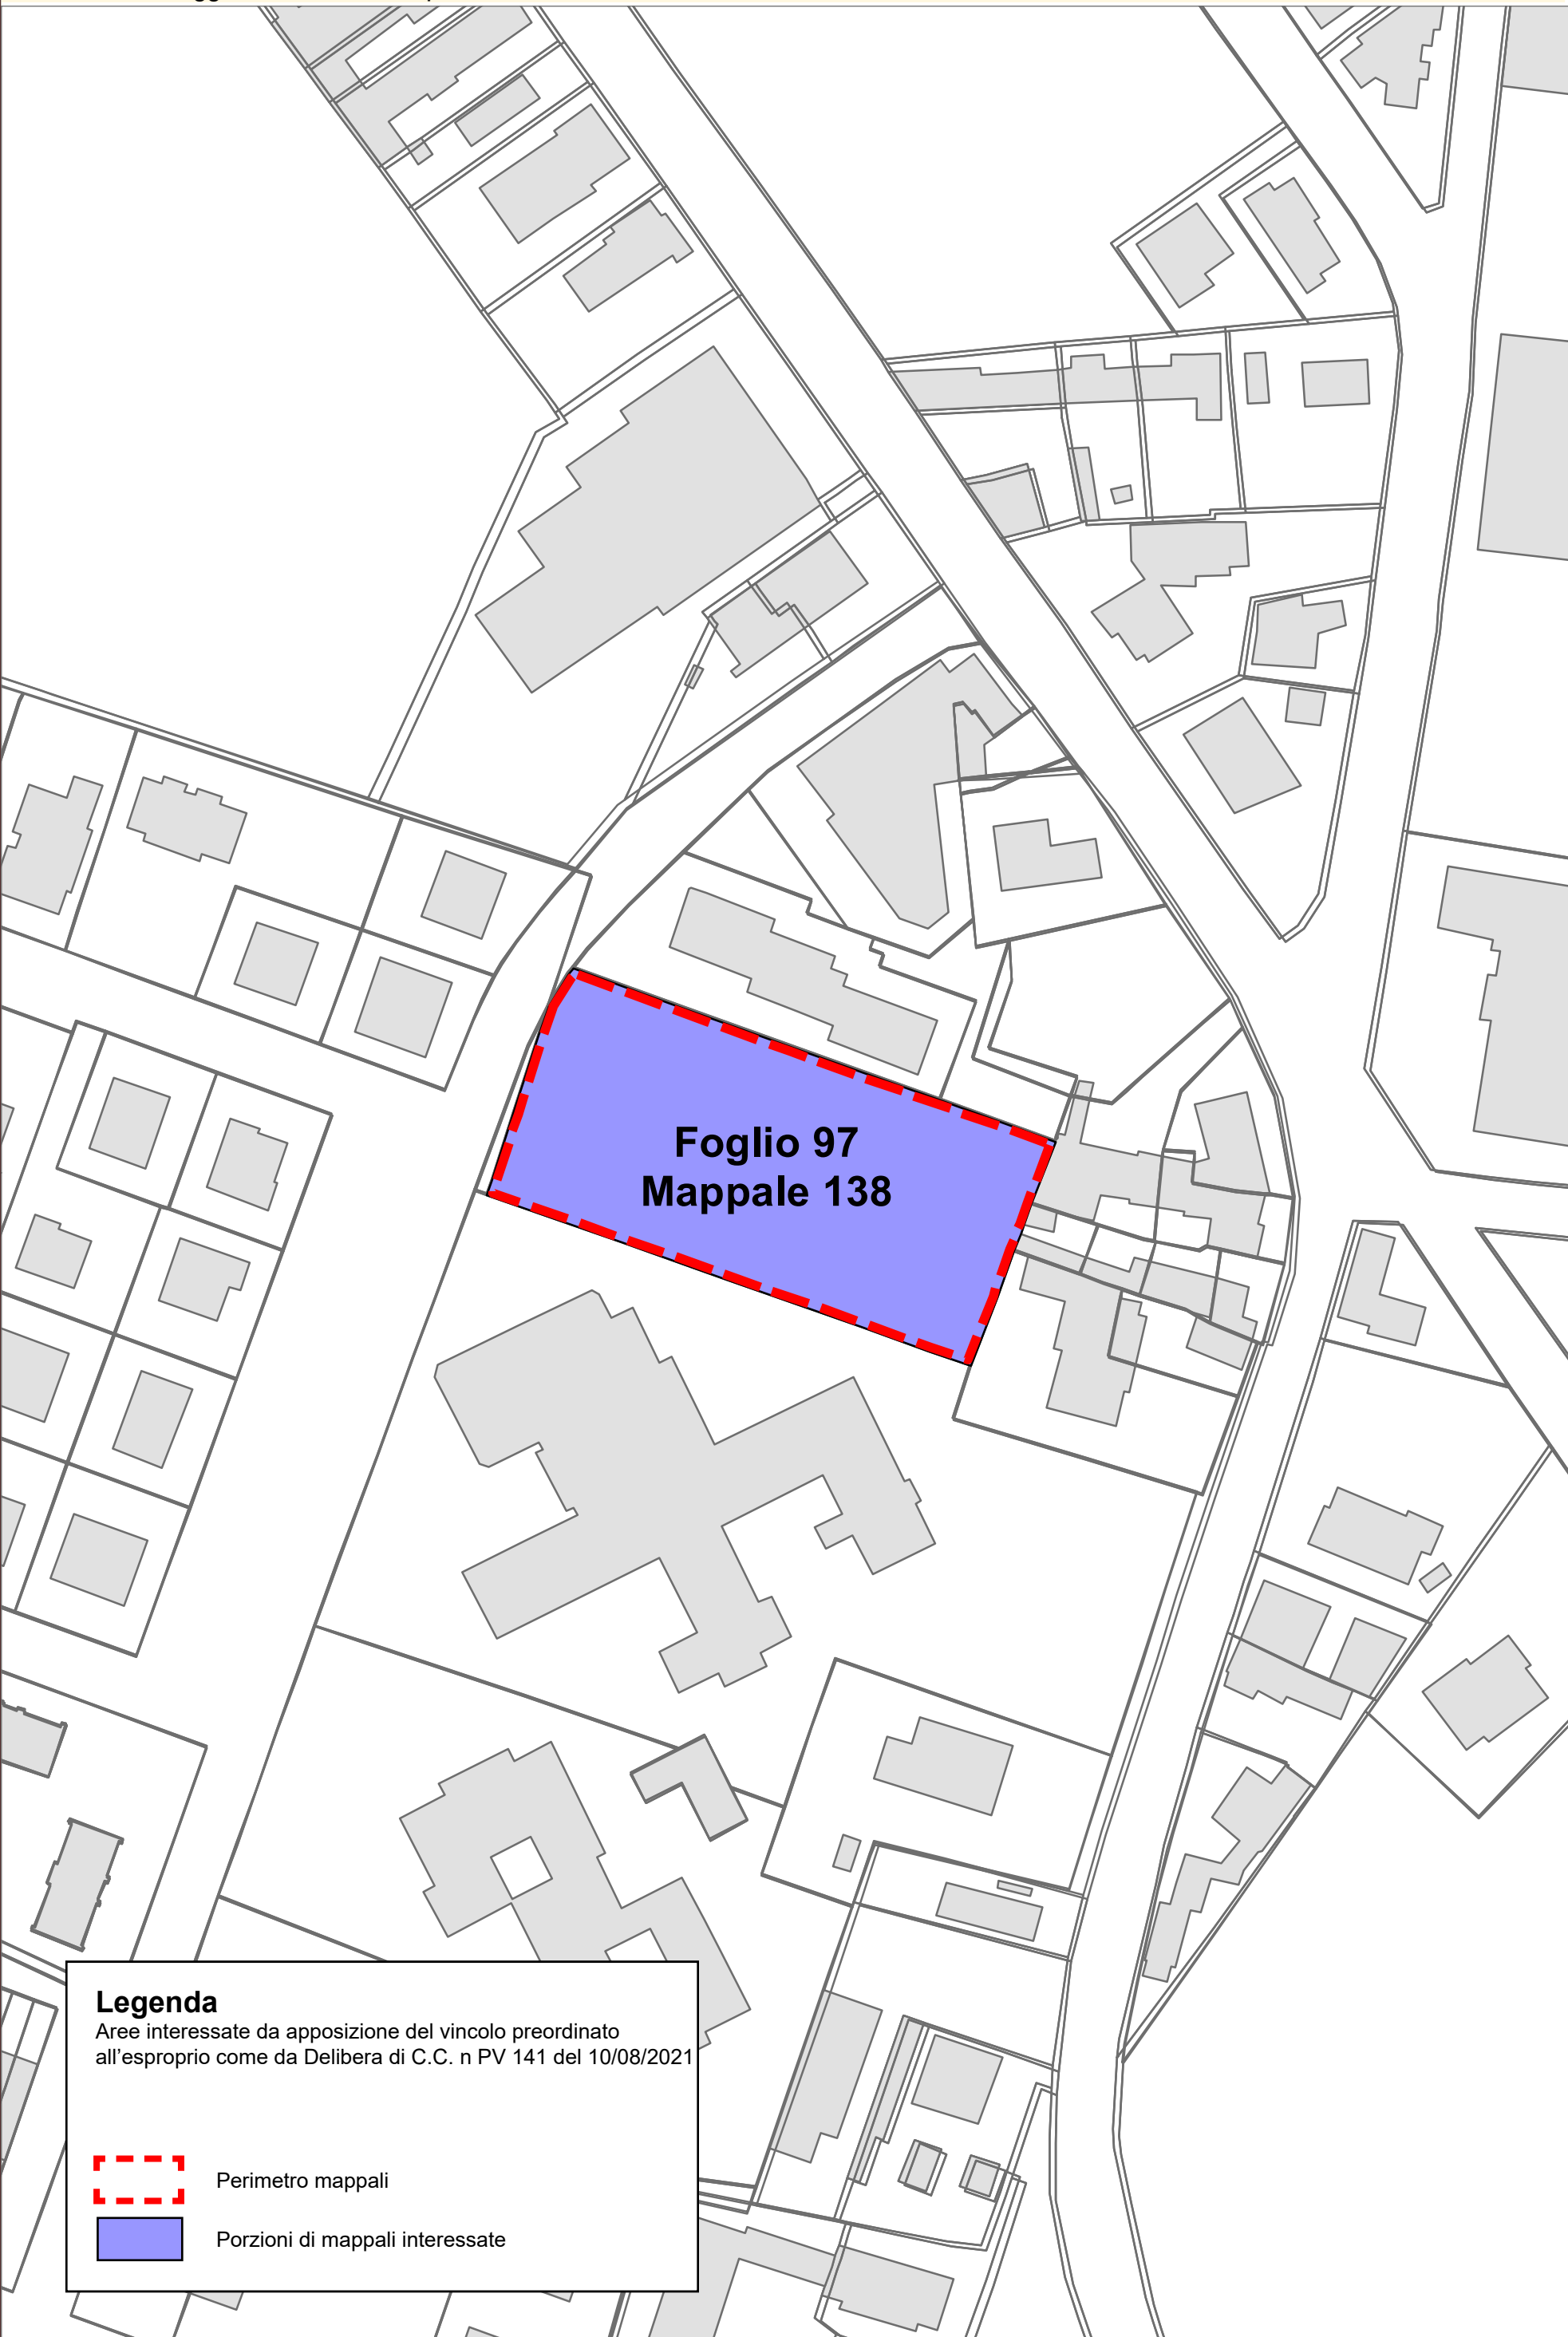 Foglio 97
Mappale 138
Legenda
Aree interessate da apposizione del vincolo preordinato
all'esproprio come da Delibera di C.C. n PV 141 del 10/08/2021
Perimetro mappali
Porzioni di mappali interessate